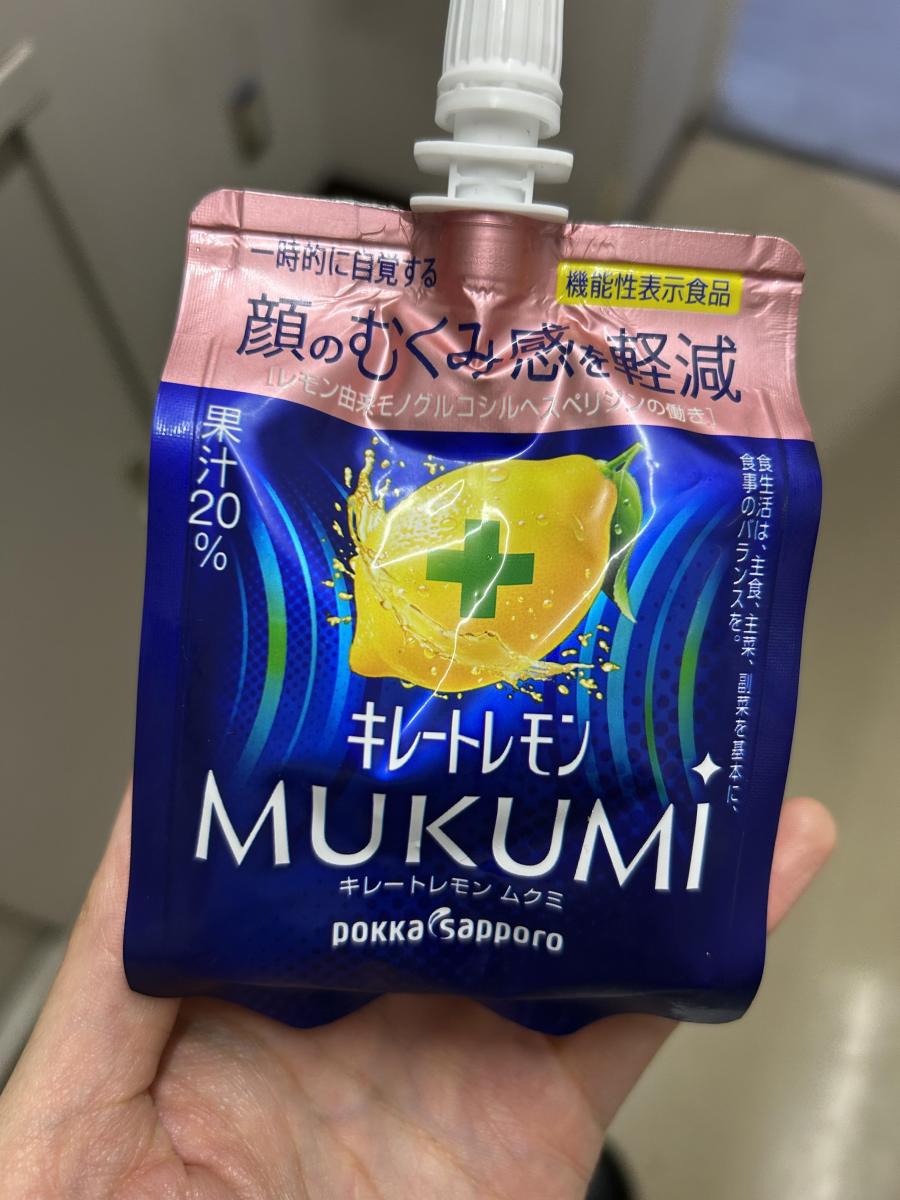 一時的に自覚する
機能性表示食品
顔のむくみ感を軽減
[レモン由来モノグルコシルヘスペリジンの働き]
果汁20%
食生活は、主食、主菜、副菜を基本に、
食事のバランスを。
キレートレモン
MUKUMI
キレートレモン ムクミ
pokka sapporo